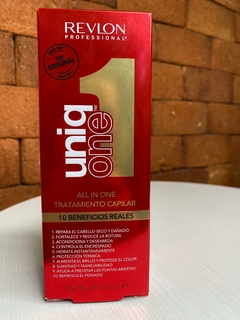 REVLON
PROFESSIONAL
ORIGINAL
1
uniq
one
ALL IN ONE
TRATAMIENTO CAPILAR
10 BENEFICIOS REALES
1. REPARA EL CABELLO SECO Y DAÑADO
2. FORTALECE Y REDUCE LA ROTURA
3. ACONDICIONA Y DESENREDA
4. CONTROLA EL ENCRESPADO
5. HIDRATA INSTANTÁNEAMENTE
6. PROTECCIÓN TÉRMICA
7. AUMENTA EL BRILLO Y PROTEGE EL COLOR
8. SUAVIDAD Y MANEJABILIDAD
9. AYUDA A PREVENIR LAS PUNTAS ABIERTAS
10. REFRESCA EL PEINADO